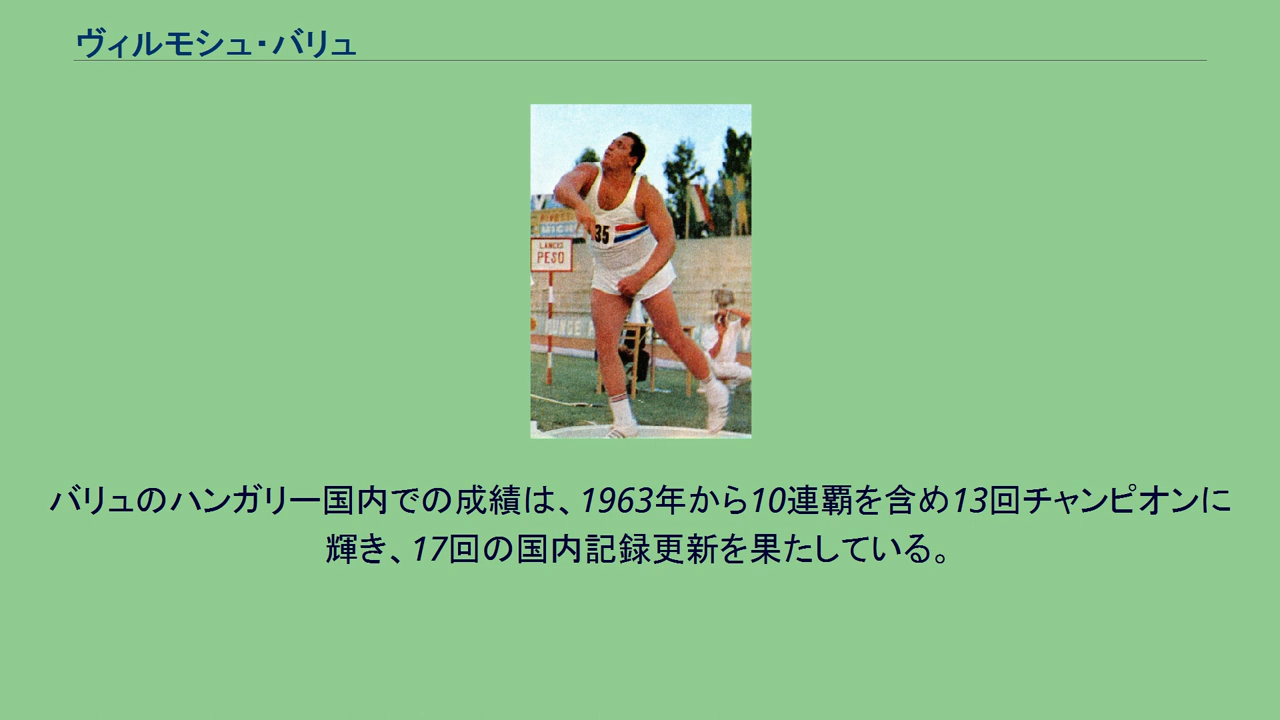 ヴィルモシュ・バリュ
35
LANCIO
PESO
バリュのハンガリー国内での成績は、1963年から10連覇を含め13回チャンピオンに
輝き、17回の国内記録更新を果たしている。